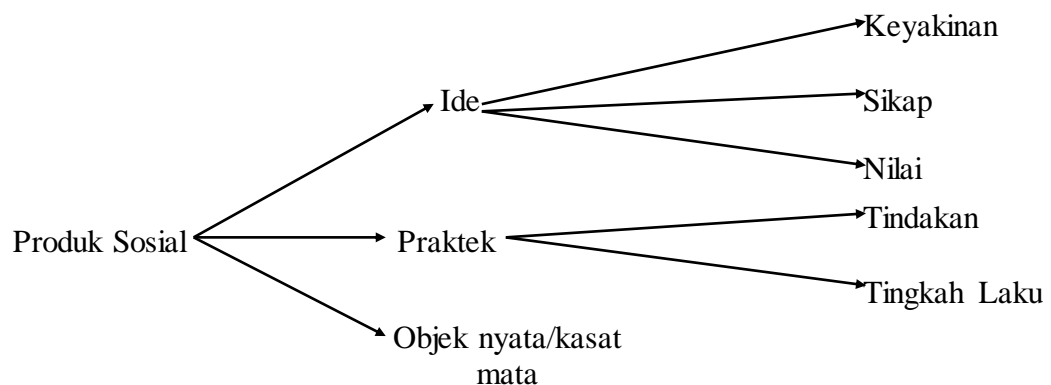 Keyakinan
Ide
Sikap
Nilai
Tindakan
Produk Sosial
Praktek
Tingkah Laku
Objek nyata/kasat
mata